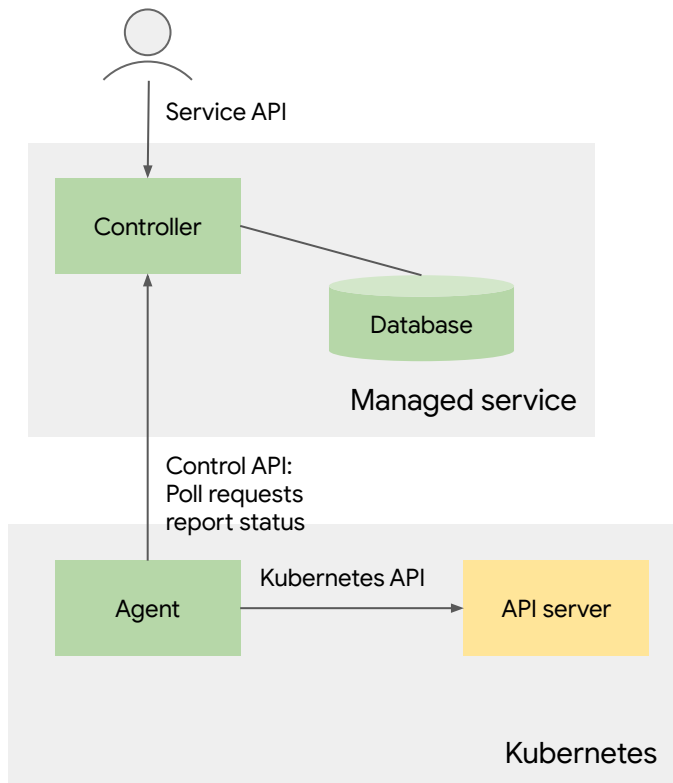 Service API
Controller
Database
Managed service
Control API:
Poll requests
report status
Kubernetes API
Agent
API server
Kubernetes